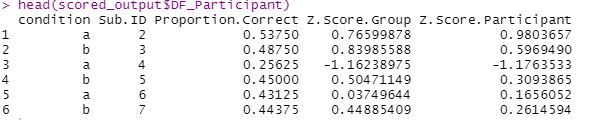 > head(scored_output$DF_Participant)
condition Sub.ID Proportion.Correct Z.Score.Group Z.Score.Participant
1 a 2 0.53750 0.76599878 0.9803657
2 b 3 0.48750 0.83985588 0.5969490
3 a 4 0.25625 -1.16238975 -1.1763533
4 b 5 0.45000 0.50471149 0.3093865
5 a 6 0.43125 0.03749644 0.1656052
6 b 7 0.44375 0.44885409 0.2614594